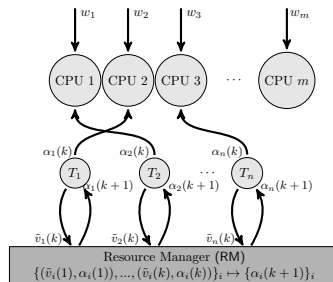 w₁ w₂ w₃ wₘ
CPU 1 CPU 2 CPU 3 ··· CPU m
α₁(k) α₂(k) αₙ(k)
T₁ T₂ ··· Tₙ
α₁(k+1) α₂(k+1) αₙ(k+1)
ṽ₁(k) ṽ₂(k) ṽₙ(k)
Resource Manager (RM)
{(ṽᵢ(1), αᵢ(1)), ..., (ṽᵢ(k), αᵢ(k))}ᵢ ↦ {αᵢ(k+1)}ᵢ